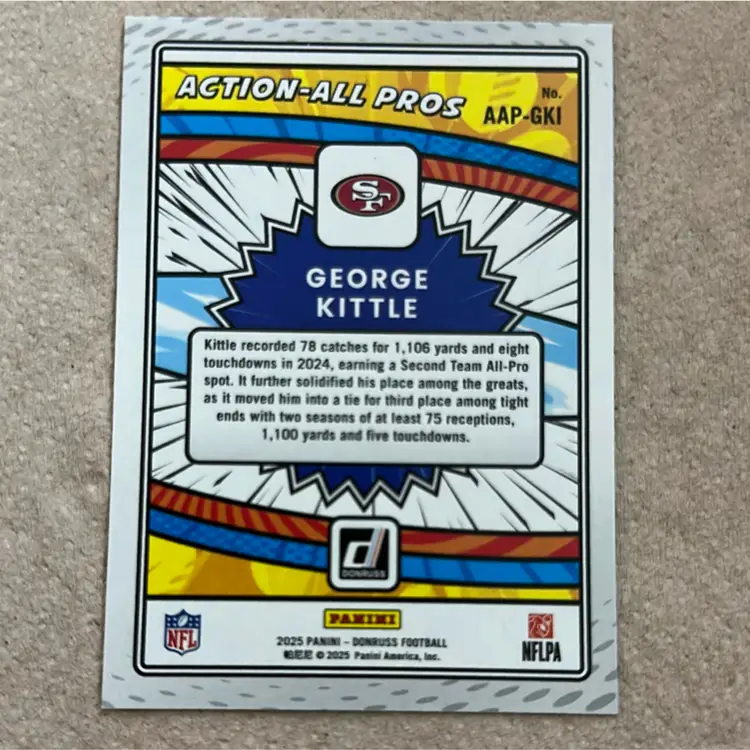 ACTION-ALL PROS
No.
AAP-GKI
SF
GEORGE
KITTLE
Kittle recorded 78 catches for 1,106 yards and eight
touchdowns in 2024, earning a Second Team All-Pro
spot. It further solidified his place among the greats,
as it moved him into a tie for third place among tight
ends with two seasons of at least 75 receptions,
1,100 yards and five touchdowns.
d
DONRUSS
PANINI
NFL
2025 PANINI – DONRUSS FOOTBALL
帕尼尼 © 2025 Panini America, Inc.
NFLPA